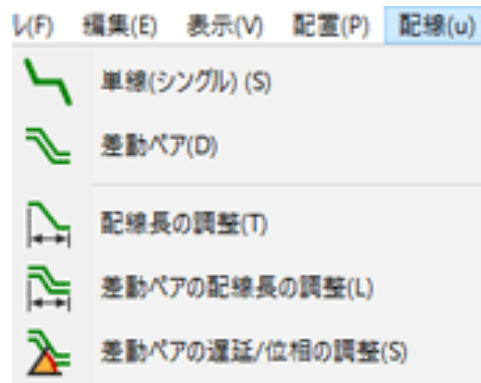 ル(F) 編集(E) 表示(V) 配置(P) 配線(u)
単線(シングル) (S)
差動ペア(D)
配線長の調整(T)
差動ペアの配線長の調整(L)
差動ペアの遅延/位相の調整(S)